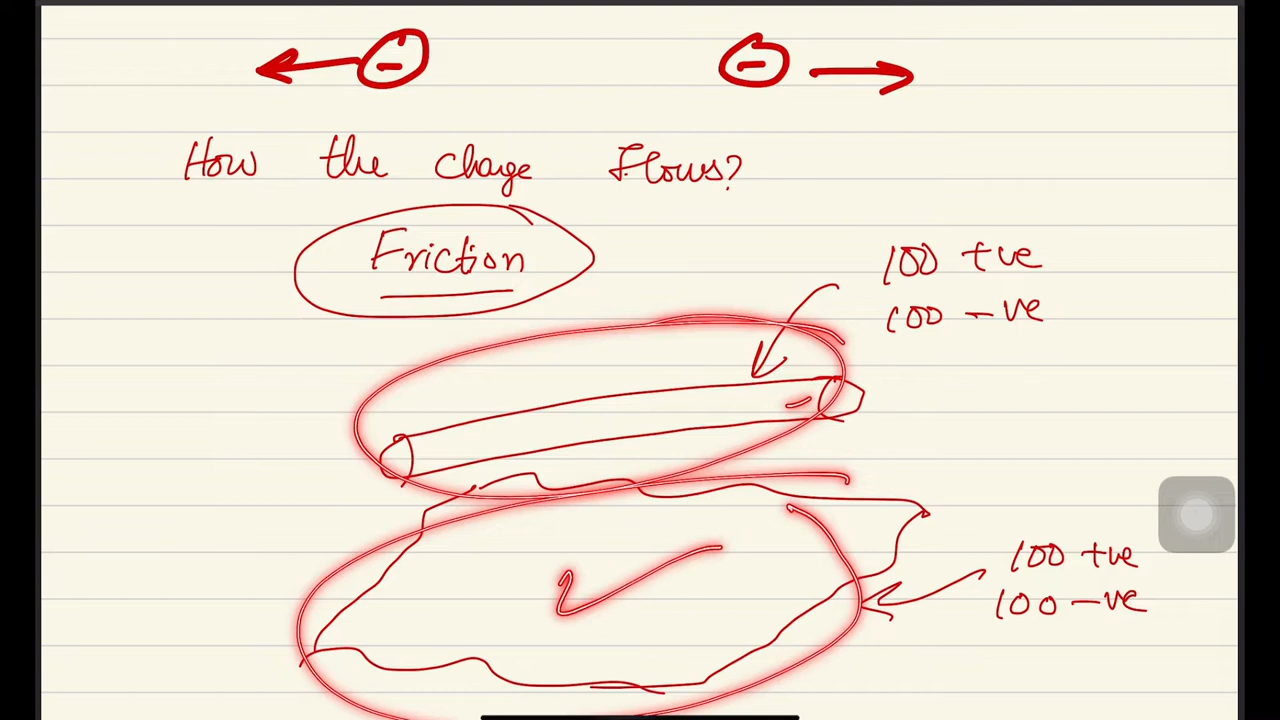 - -
How the charge Flows?
Friction
100 +ve
100 -ve
-
100 +ve
100 -ve